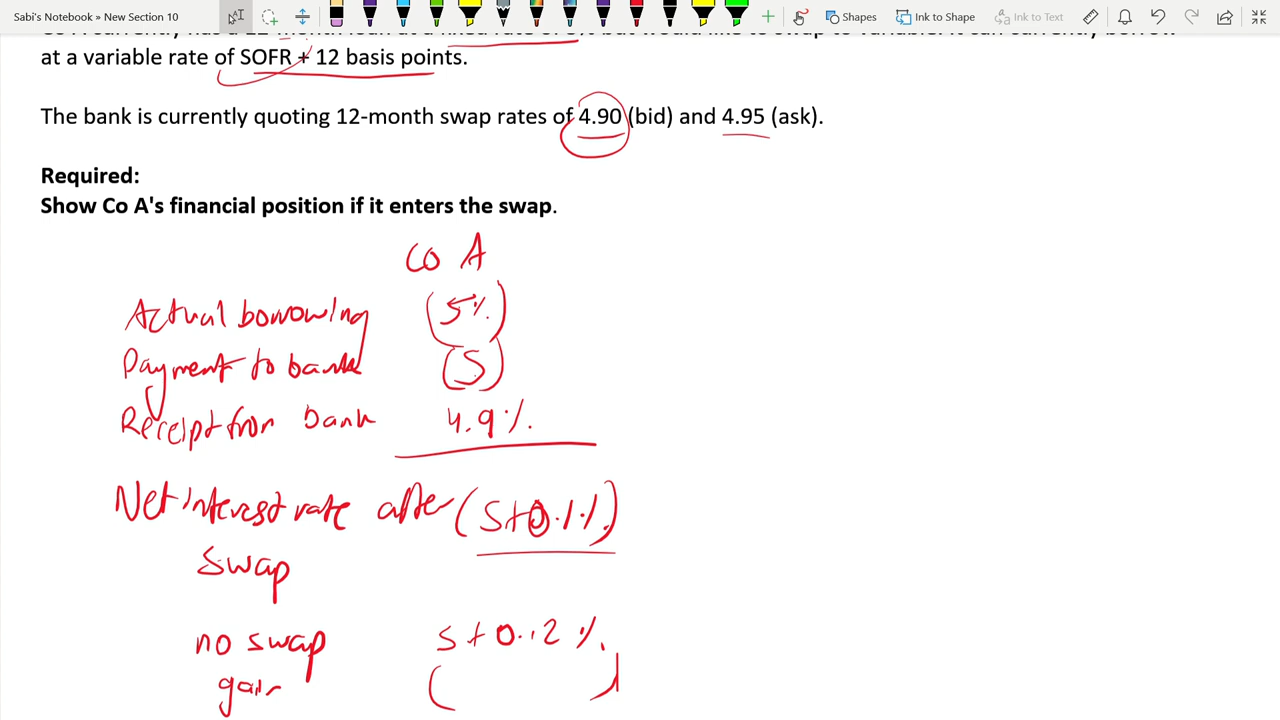 Sabi's Notebook » New Section 10
Shapes
Ink to Shape
Ink to Text
at a variable rate of SOFR + 12 basis points.
The bank is currently quoting 12-month swap rates of 4.90 (bid) and 4.95 (ask).
Required:
Show Co A's financial position if it enters the swap.
CO A
Actual borrowing (5%)
Payment to bank (S)
Receipt from bank 4.9%
Net interest rate after (S+0.1%)
swap
no swap S+0.12%
gain ( )